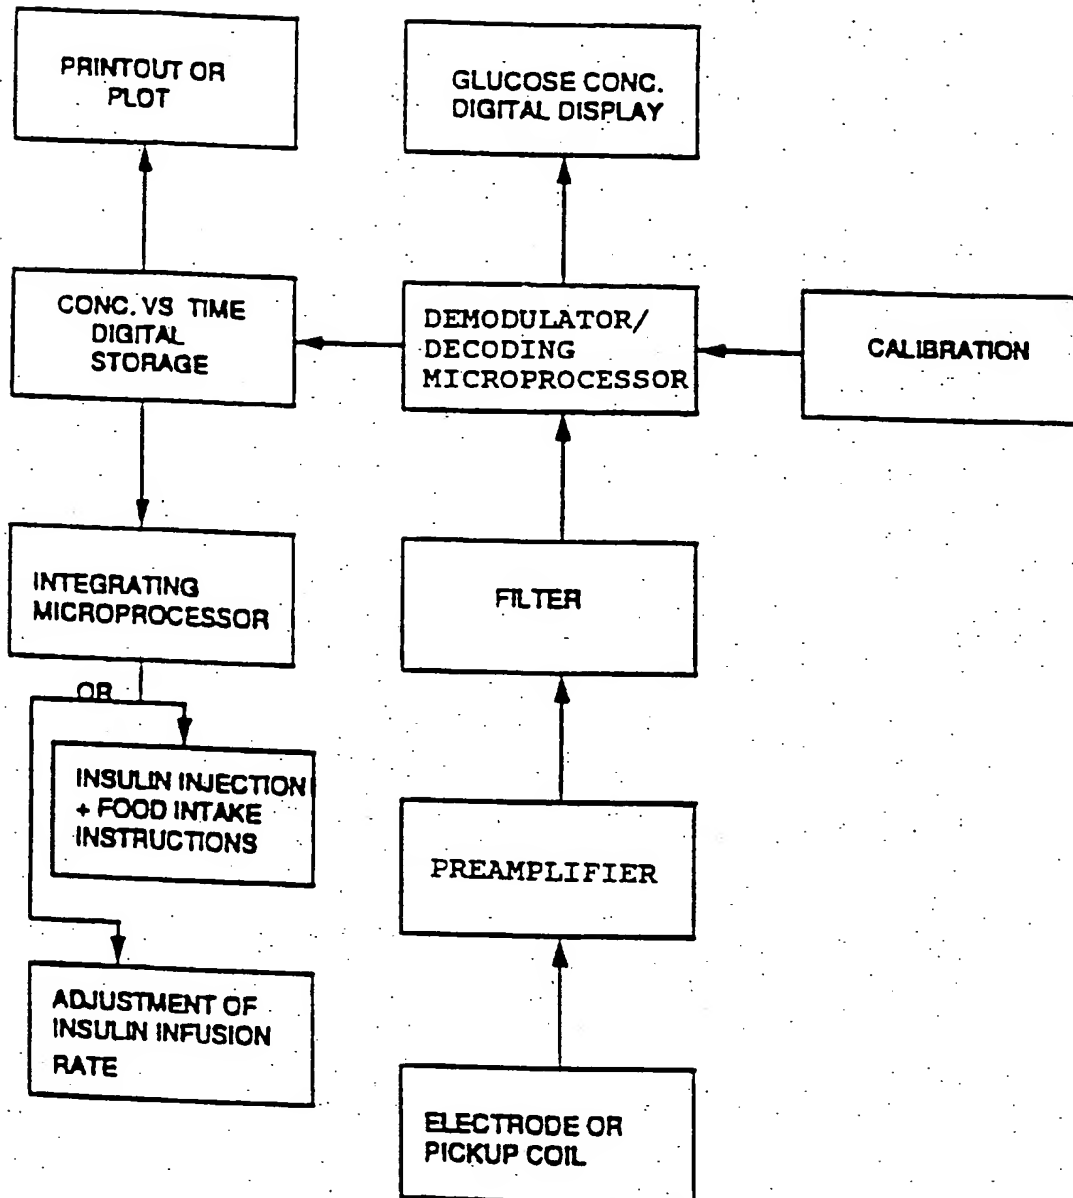 PRINTOUT OR
PLOT
GLUCOSE CONC.
DIGITAL DISPLAY
CONC. VS TIME
DIGITAL
STORAGE
DEMODULATOR/
DECODING
MICROPROCESSOR
CALIBRATION
INTEGRATING
MICROPROCESSOR
FILTER
OR
INSULIN INJECTION
+ FOOD INTAKE
INSTRUCTIONS
PREAMPLIFIER
ADJUSTMENT OF
INSULIN INFUSION
RATE
ELECTRODE OR
PICKUP COIL